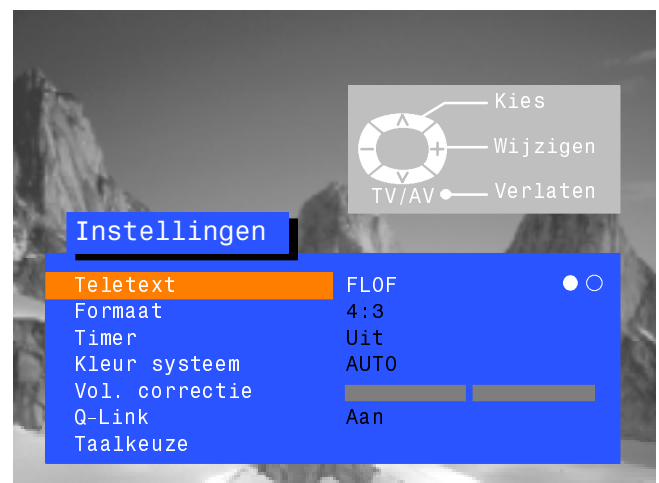 Kies
Wijzigen
TV/AV Verlaten
Instellingen
Teletext FLOF
Formaat 4:3
Timer Uit
Kleur systeem AUTO
Vol. correctie
Q-Link Aan
Taalkeuze